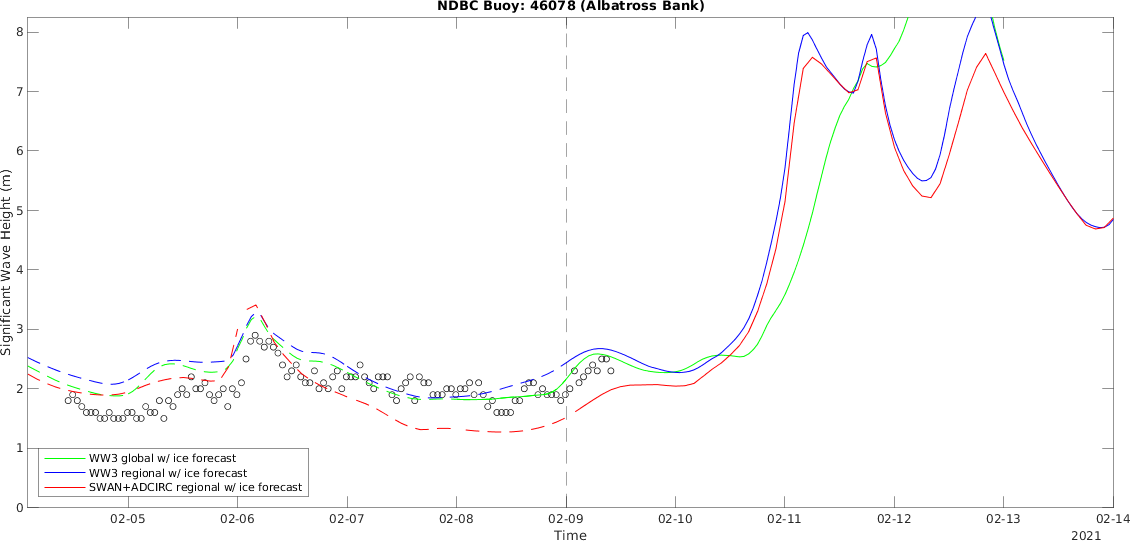 NDBC Buoy: 46078 (Albatross Bank)
Significant Wave Height (m)
8
7
6
5
4
3
2
1
0
WW3 global w/ ice forecast
WW3 regional w/ ice forecast
SWAN+ADCIRC regional w/ ice forecast
02-05 02-06 02-07 02-08 02-09 02-10 02-11 02-12 02-13 02-14
Time
2021